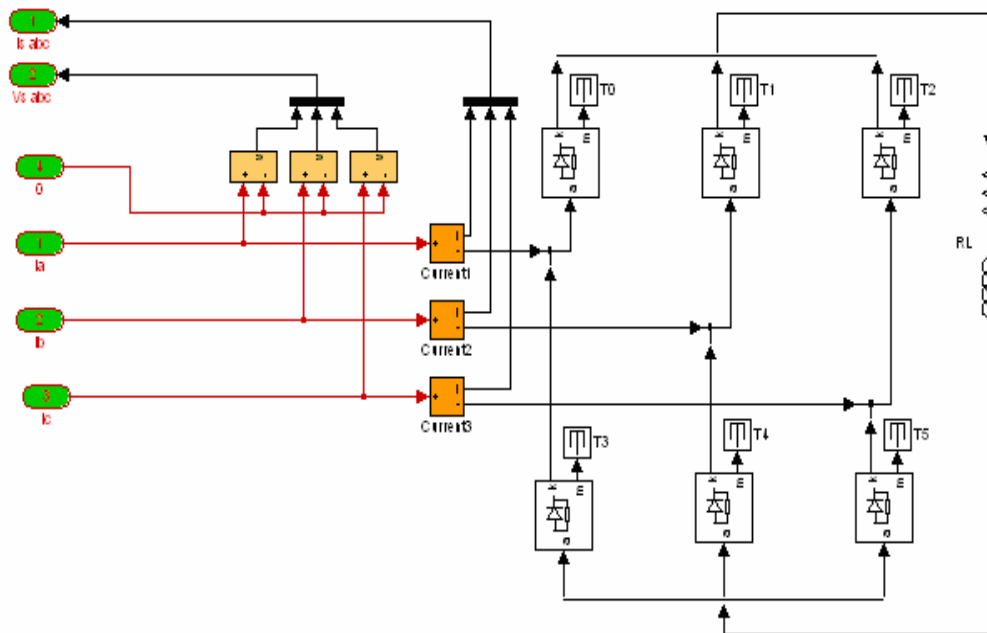 1
Is abc
2
Vs abc
4
0
1
Ia
2
Ib
3
Ic
v
+ -
v
+ -
v
+ -
i
+ -
Current1
i
+ -
Current2
i
+ -
Current3
k m
a
T0
k m
a
T1
k m
a
T2
k m
a
T3
k m
a
T4
k m
a
T5
RL